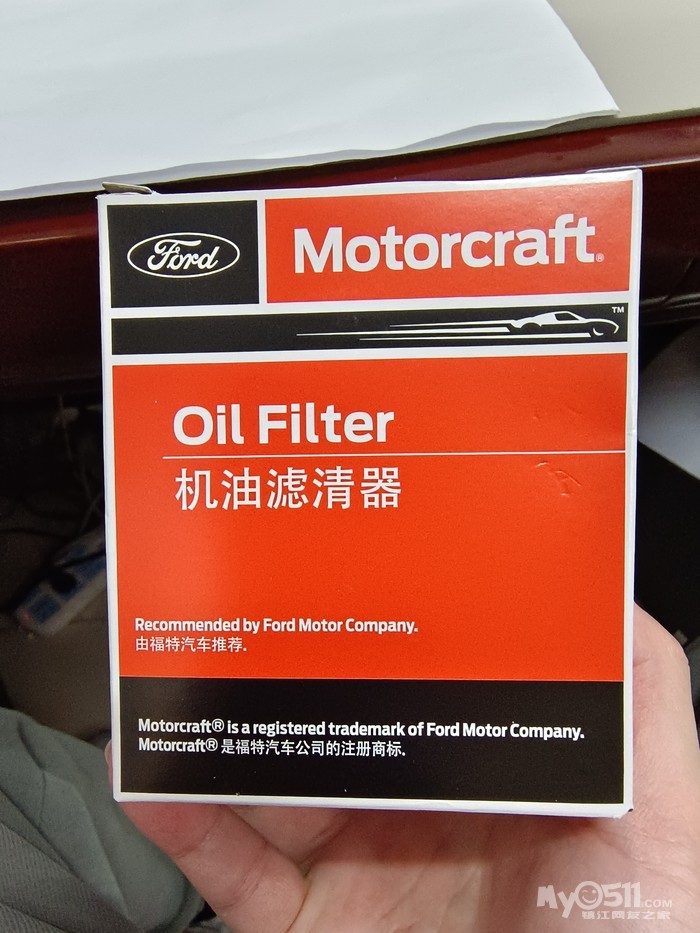 Ford
Motorcraft®
TM
Oil Filter
机油滤清器
Recommended by Ford Motor Company.
由福特汽车推荐.
Motorcraft® is a registered trademark of Ford Motor Company.
Motorcraft® 是福特汽车公司的注册商标.
My0511.COM
镇江网友之家